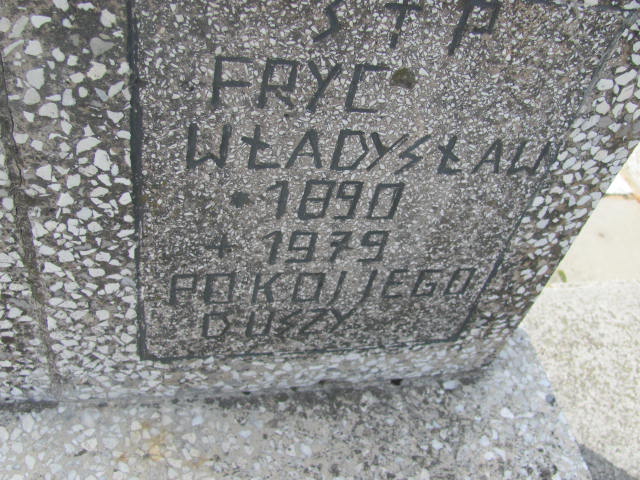 S + P
FRYC
WŁADYSŁAW
* 1890
+ 1979
POKÓJ JEGO
DUSZY